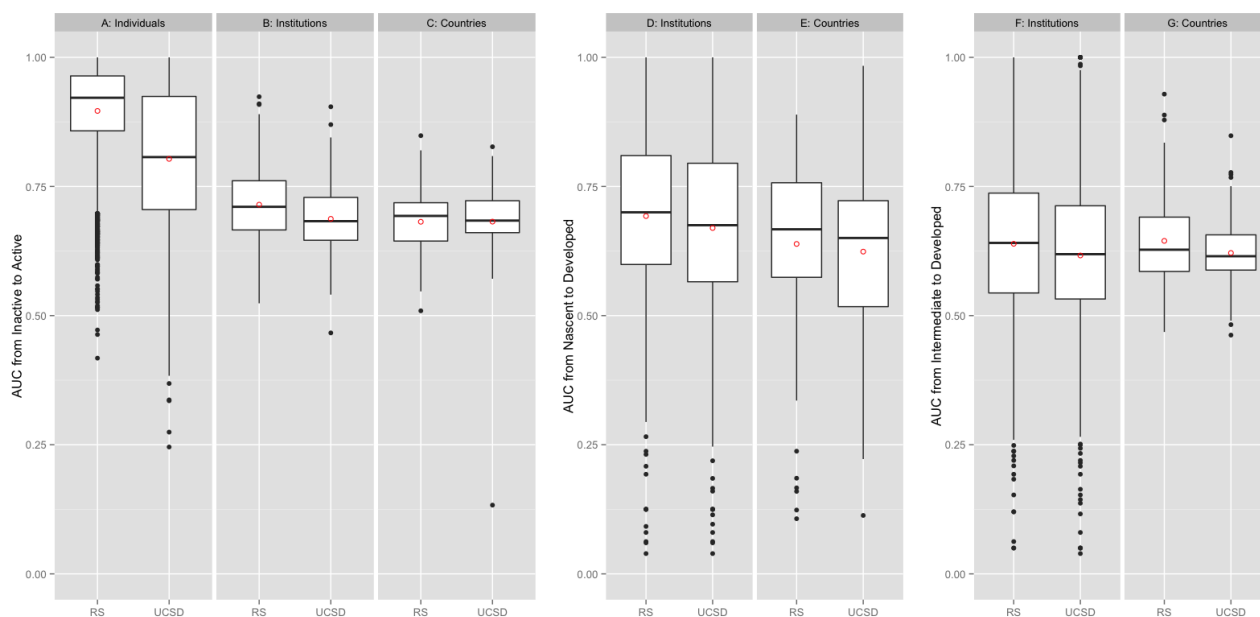 A: Individuals
B: Institutions
C: Countries
AUC from Inactive to Active
1.00
0.75
0.50
0.25
0.00
RS
UCSD
RS
UCSD
RS
UCSD
D: Institutions
E: Countries
AUC from Nascent to Developed
1.00
0.75
0.50
0.25
0.00
RS
UCSD
RS
UCSD
F: Institutions
G: Countries
AUC from Intermediate to Developed
1.00
0.75
0.50
0.25
0.00
RS
UCSD
RS
UCSD